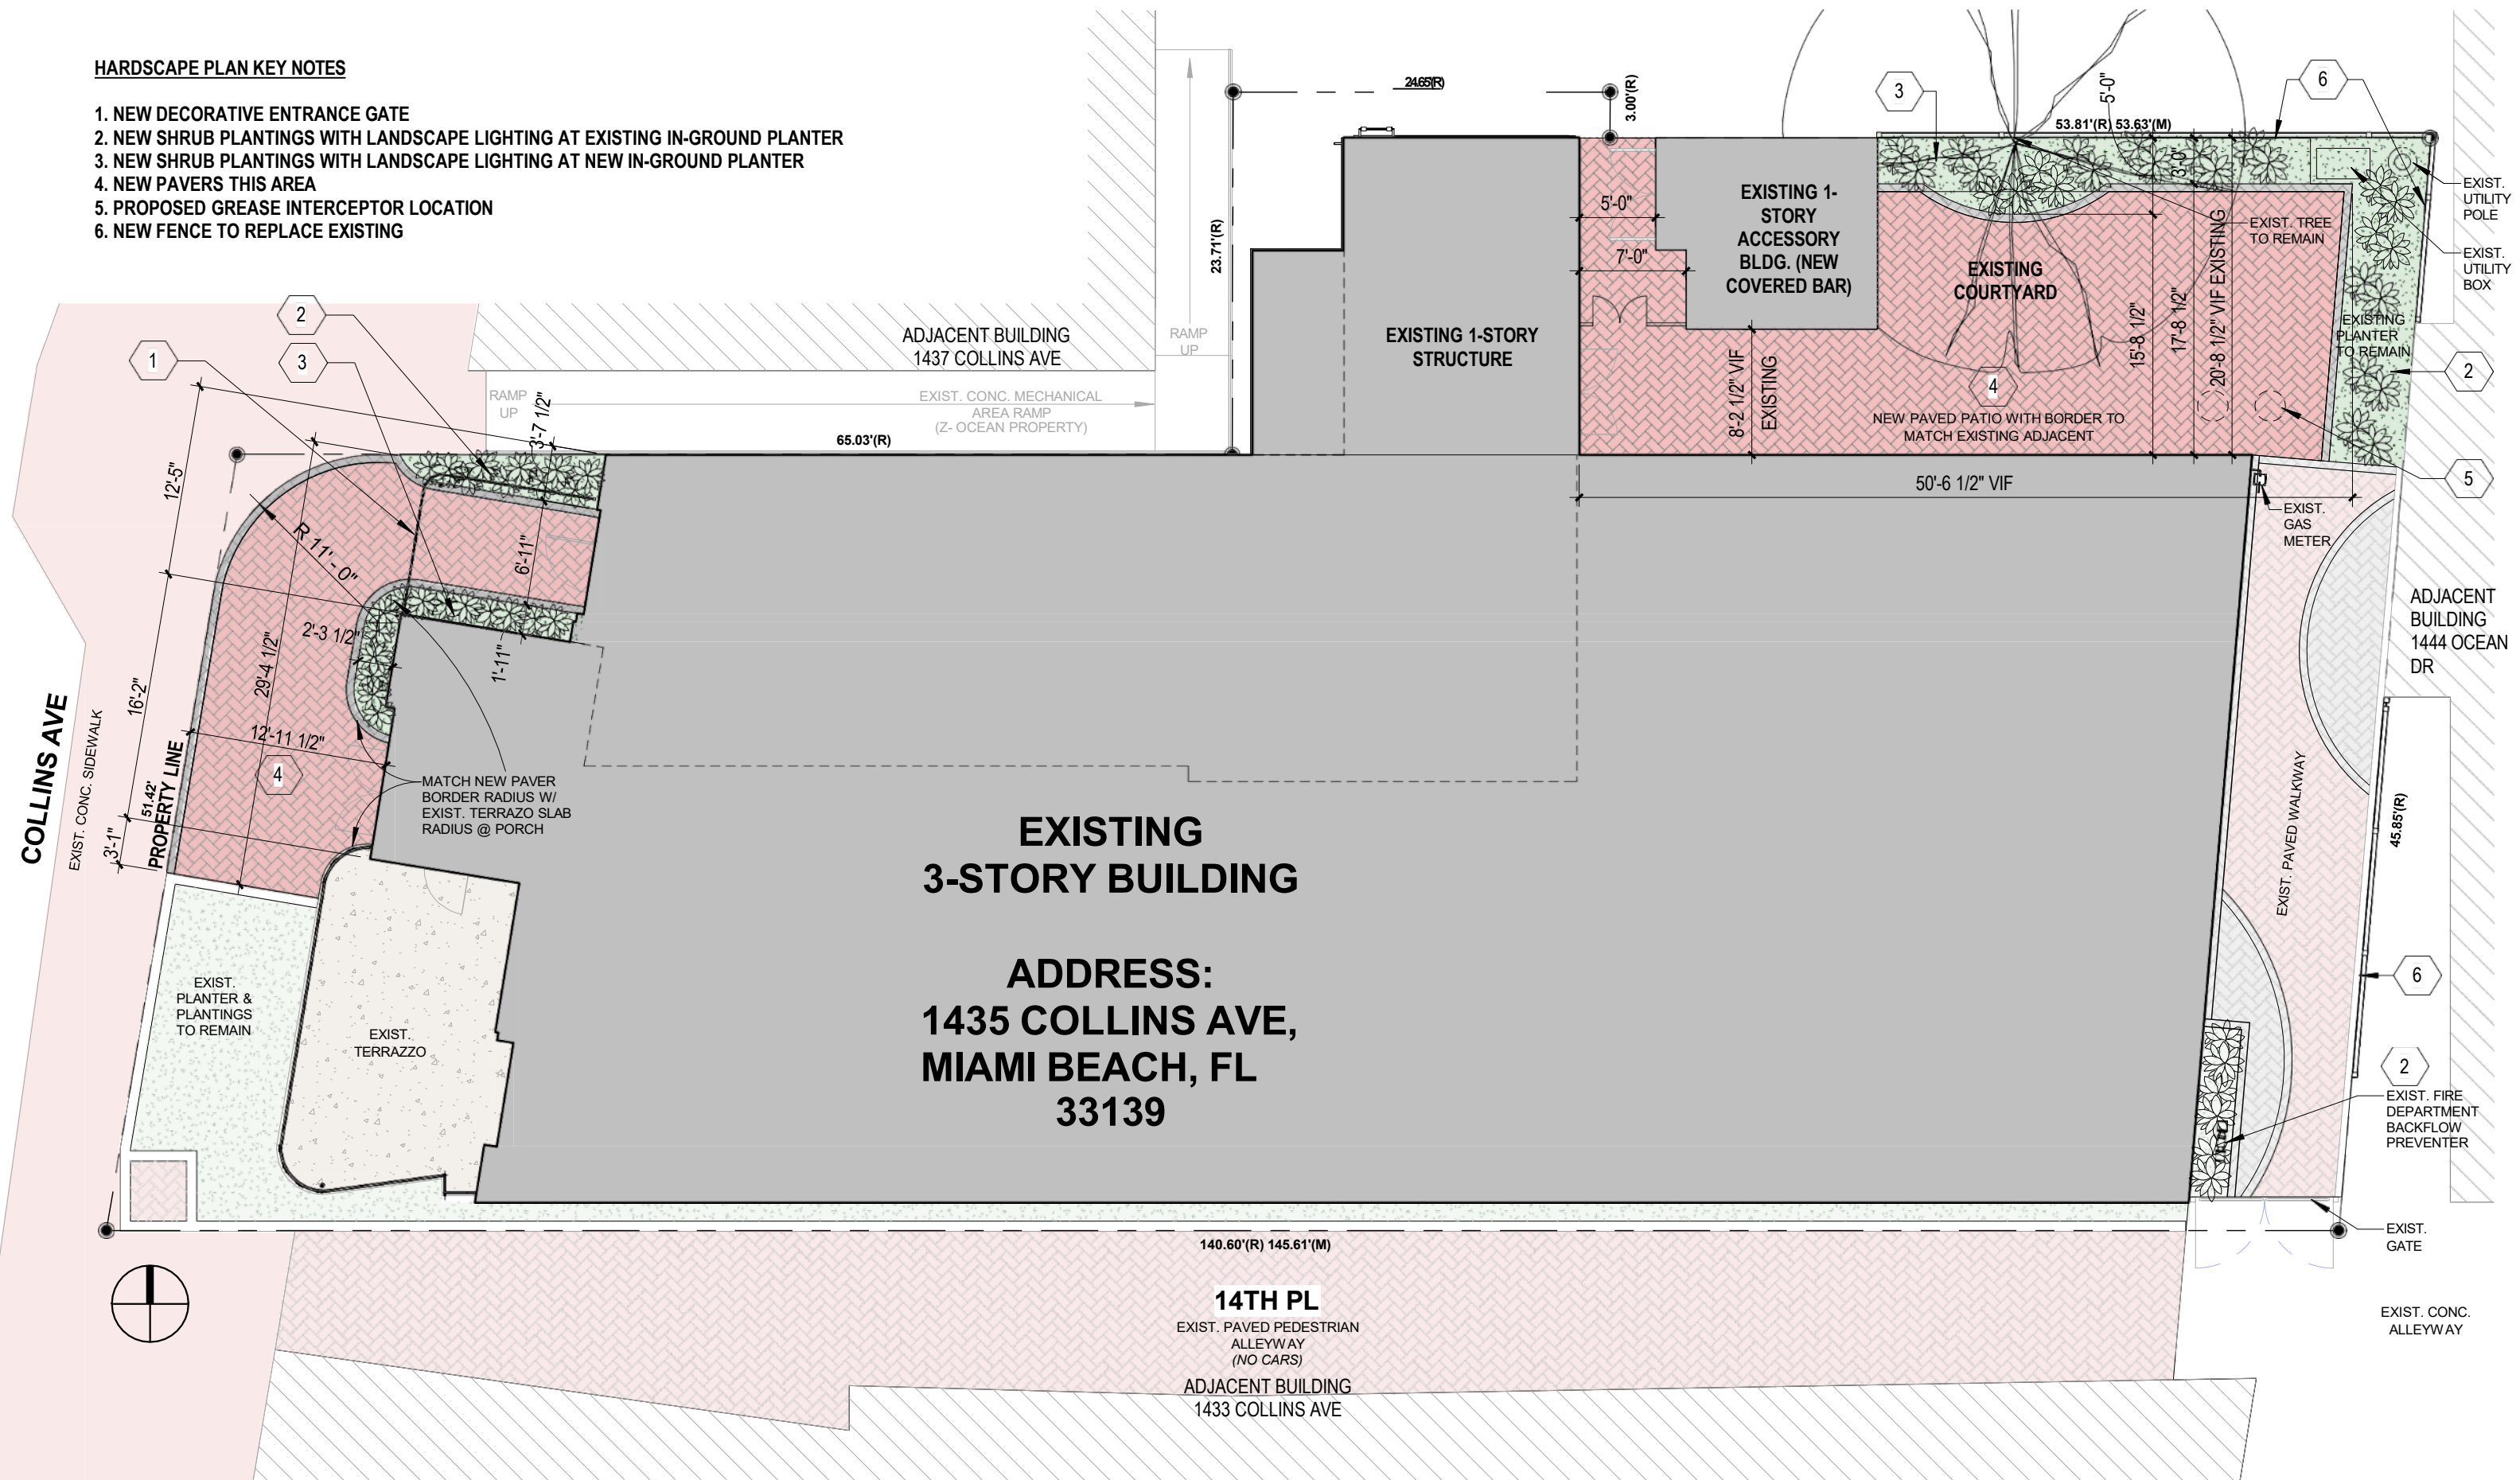 HARDSCAPE PLAN KEY NOTES
1. NEW DECORATIVE ENTRANCE GATE
2. NEW SHRUB PLANTINGS WITH LANDSCAPE LIGHTING AT EXISTING IN-GROUND PLANTER
3. NEW SHRUB PLANTINGS WITH LANDSCAPE LIGHTING AT NEW IN-GROUND PLANTER
4. NEW PAVERS THIS AREA
5. PROPOSED GREASE INTERCEPTOR LOCATION
6. NEW FENCE TO REPLACE EXISTING
24.65'(R)
3.00'(R)
23.71'(R)
3
5'-0"
6
53.81'(R) 53.63'(M)
3'-0"
EXIST.
UTILITY
POLE
EXIST.
UTILITY
BOX
EXIST. TREE
TO REMAIN
5'-0"
7'-0"
EXISTING 1-
STORY
ACCESSORY
BLDG. (NEW
COVERED BAR)
EXISTING
COURTYARD
15'-8 1/2"
17'-8 1/2"
20'-8 1/2" VIF EXISTING
EXISTING
PLANTER
TO REMAIN
2
EXISTING 1-STORY
STRUCTURE
8'-2 1/2" VIF
EXISTING
4
NEW PAVED PATIO WITH BORDER TO
MATCH EXISTING ADJACENT
5
50'-6 1/2" VIF
EXIST.
GAS
METER
2
1
3
ADJACENT BUILDING
1437 COLLINS AVE
RAMP
UP
RAMP
UP
EXIST. CONC. MECHANICAL
AREA RAMP
(Z- OCEAN PROPERTY)
65.03'(R)
3'-7 1/2"
12'-5"
R 11'- 0"
6'-11"
2'-3 1/2"
1'-11"
29'-4 1/2"
16'-2"
12'-11 1/2"
4
COLLINS AVE
EXIST. CONC. SIDEWALK
51.42'
PROPERTY LINE
3'-1"
MATCH NEW PAVER
BORDER RADIUS W/
EXIST. TERRAZO SLAB
RADIUS @ PORCH
EXISTING
3-STORY BUILDING
ADDRESS:
1435 COLLINS AVE,
MIAMI BEACH, FL
33139
ADJACENT
BUILDING
1444 OCEAN
DR
EXIST. PAVED WALKWAY
45.85'(R)
6
2
EXIST. FIRE
DEPARTMENT
BACKFLOW
PREVENTER
EXIST.
PLANTER &
PLANTINGS
TO REMAIN
EXIST.
TERRAZZO
EXIST.
GATE
140.60'(R) 145.61'(M)
14TH PL
EXIST. PAVED PEDESTRIAN
ALLEYWAY
(NO CARS)
EXIST. CONC.
ALLEYWAY
ADJACENT BUILDING
1433 COLLINS AVE